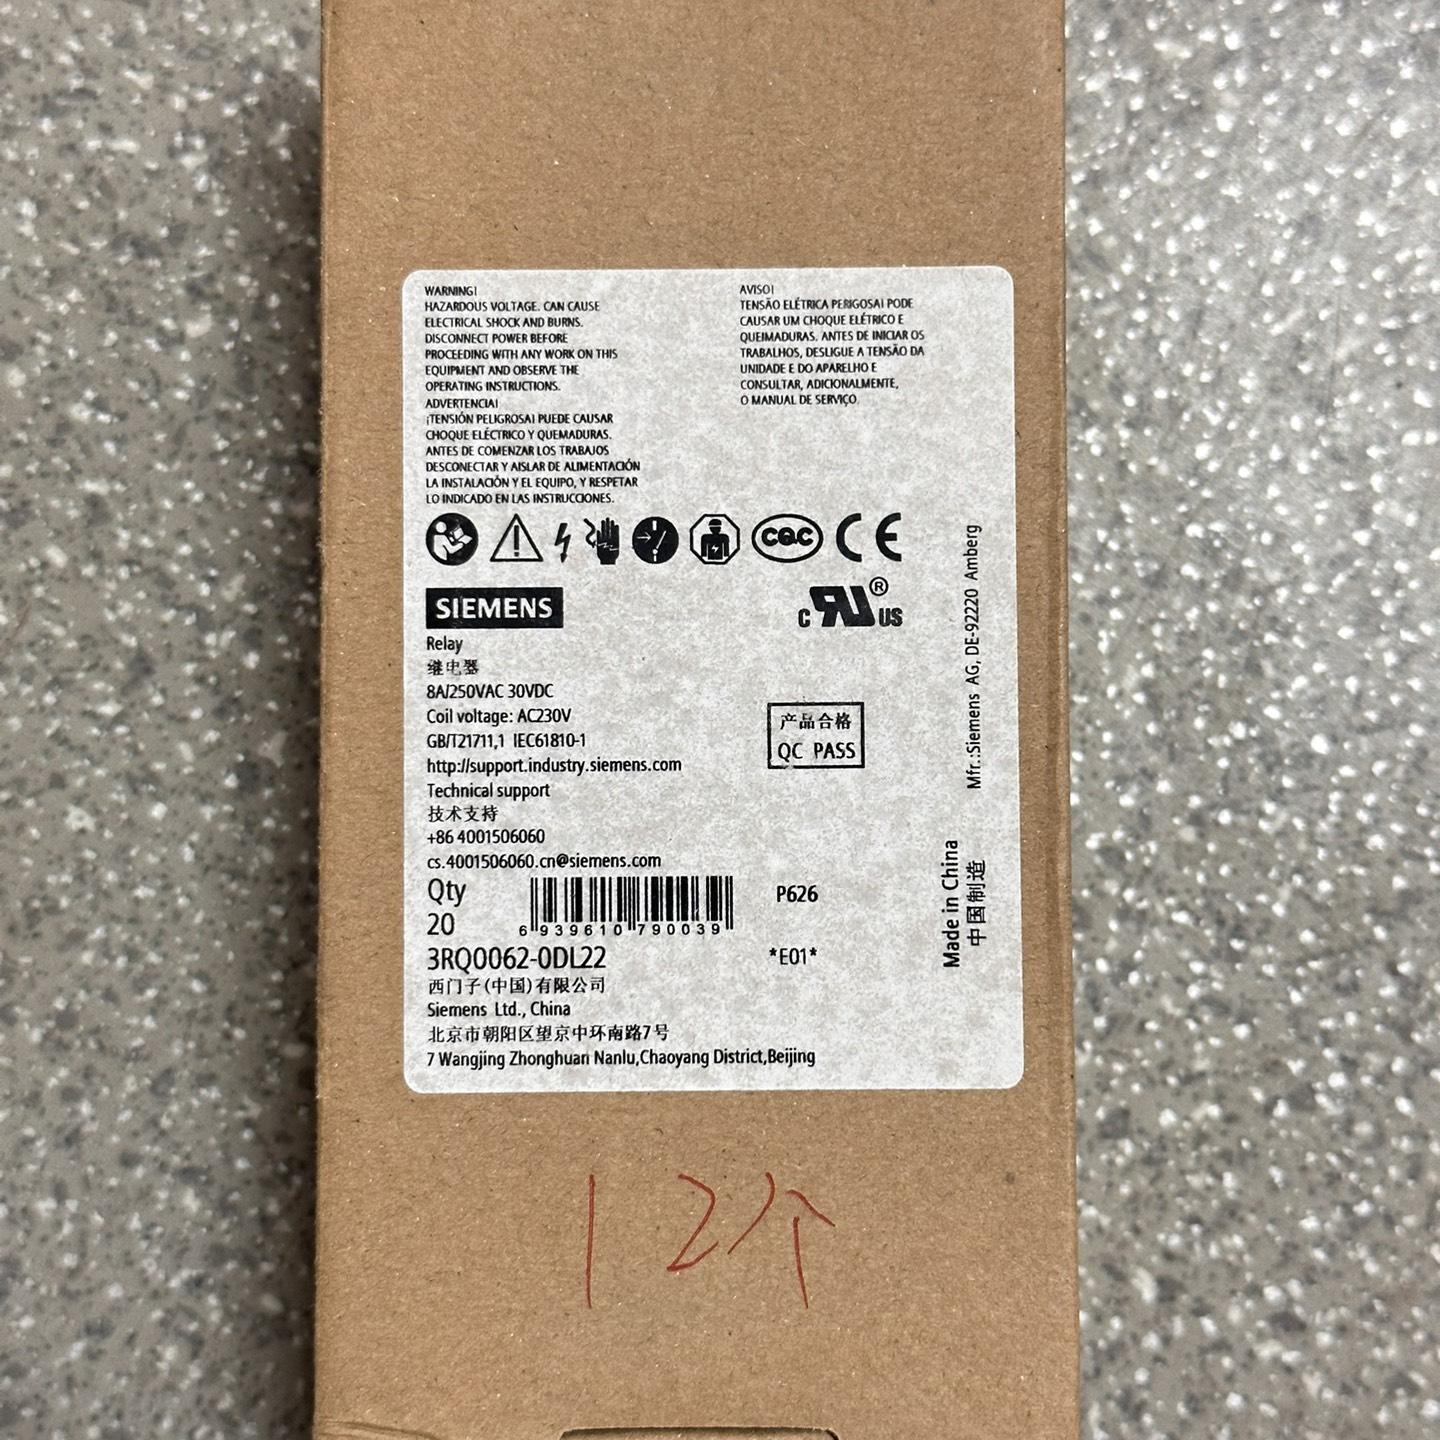 WARNING!
HAZARDOUS VOLTAGE. CAN CAUSE
ELECTRICAL SHOCK AND BURNS.
DISCONNECT POWER BEFORE
PROCEEDING WITH ANY WORK ON THIS
EQUIPMENT AND OBSERVE THE
OPERATING INSTRUCTIONS.
ADVERTENCIA!
¡TENSIÓN PELIGROSA! PUEDE CAUSAR
CHOQUE ELÉCTRICO Y QUEMADURAS.
ANTES DE COMENZAR LOS TRABAJOS
DESCONECTAR Y AISLAR DE ALIMENTACIÓN
LA INSTALACIÓN Y EL EQUIPO, Y RESPETAR
LO INDICADO EN LAS INSTRUCCIONES.
AVISO!
TENSÃO ELÉTRICA PERIGOSA! PODE
CAUSAR UM CHOQUE ELÉTRICO E
QUEIMADURAS. ANTES DE INICIAR OS
TRABALHOS, DESLIGUE A TENSÃO DA
UNIDADE E DO APARELHO E
CONSULTAR, ADICIONALMENTE,
O MANUAL DE SERVIÇO.
CQC CE
SIEMENS
c RU ® US
Relay
继电器
8A/250VAC 30VDC
Coil voltage: AC230V
GB/T21711,1 IEC61810-1
http://support.industry.siemens.com
Technical support
技术支持
+86 4001506060
cs.4001506060.cn@siemens.com
产品合格
QC PASS
Qty
20
6 939610 790039
P626
3RQ0062-0DL22
*E01*
西门子(中国)有限公司
Siemens Ltd., China
北京市朝阳区望京中环南路7号
7 Wangjing Zhonghuan Nanlu,Chaoyang District,Beijing
Mfr.:Siemens AG, DE-92220 Amberg
Made in China
中国制造
12个